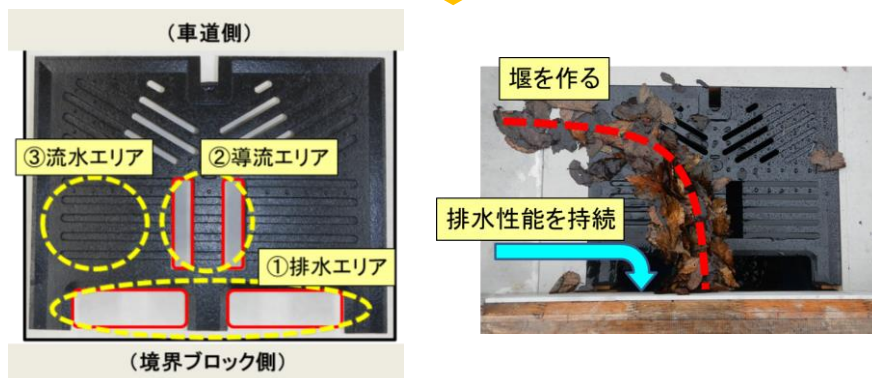 （車道側）
③流水エリア
②導流エリア
①排水エリア
（境界ブロック側）
堰を作る
排水性能を持続